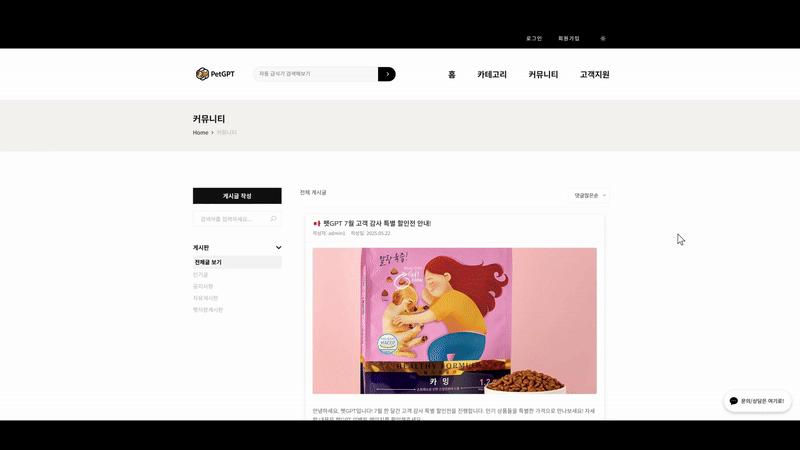 로그인 회원가입
PetGPT
자동 급식기 검색해보기
홈 카테고리 커뮤니티 고객지원
커뮤니티
Home > 커뮤니티
게시글 작성
전체 게시글
댓글많은순
검색어를 입력하세요...
게시판
전체글 보기
인기글
공지사항
자유게시판
펫자랑게시판
펫GPT 7월 고객 감사 특별 할인전 안내!
작성자: admin1 작성일: 2025.05.22
HEALTHY FORMULA
카 밍
1.2
안녕하세요, 펫GPT입니다! 7월 한 달간 고객 감사 특별 할인전을 진행합니다. 인기 상품들을 특별한 가격으로 만나보세요! 자세
문의/상담은 여기로!